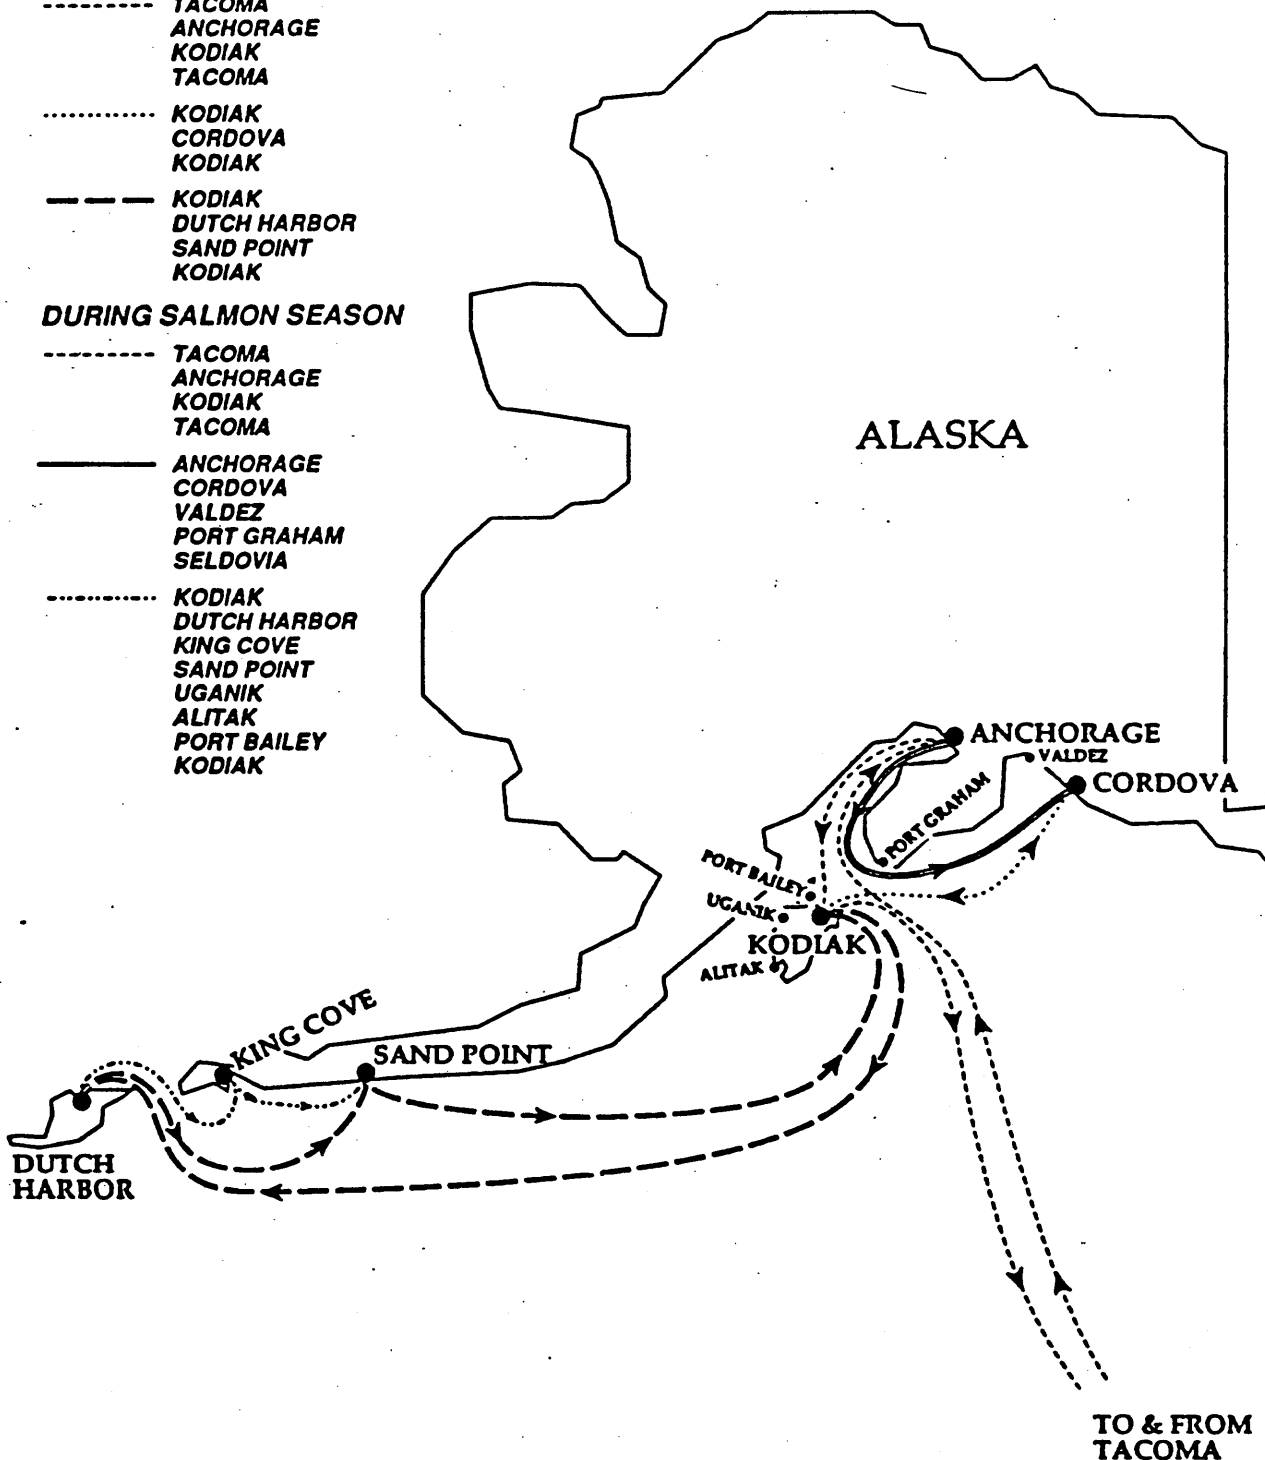 TACOMA
ANCHORAGE
KODIAK
TACOMA
KODIAK
CORDOVA
KODIAK
KODIAK
DUTCH HARBOR
SAND POINT
KODIAK
DURING SALMON SEASON
TACOMA
ANCHORAGE
KODIAK
TACOMA
ANCHORAGE
CORDOVA
VALDEZ
PORT GRAHAM
SELDOVIA
KODIAK
DUTCH HARBOR
KING COVE
SAND POINT
UGANIK
ALITAK
PORT BAILEY
KODIAK
ALASKA
ANCHORAGE
VALDEZ
CORDOVA
PORT GRAHAM
PORT BAILEY
UGANIK
KODIAK
ALITAK
KING COVE
SAND POINT
DUTCH
HARBOR
TO & FROM
TACOMA